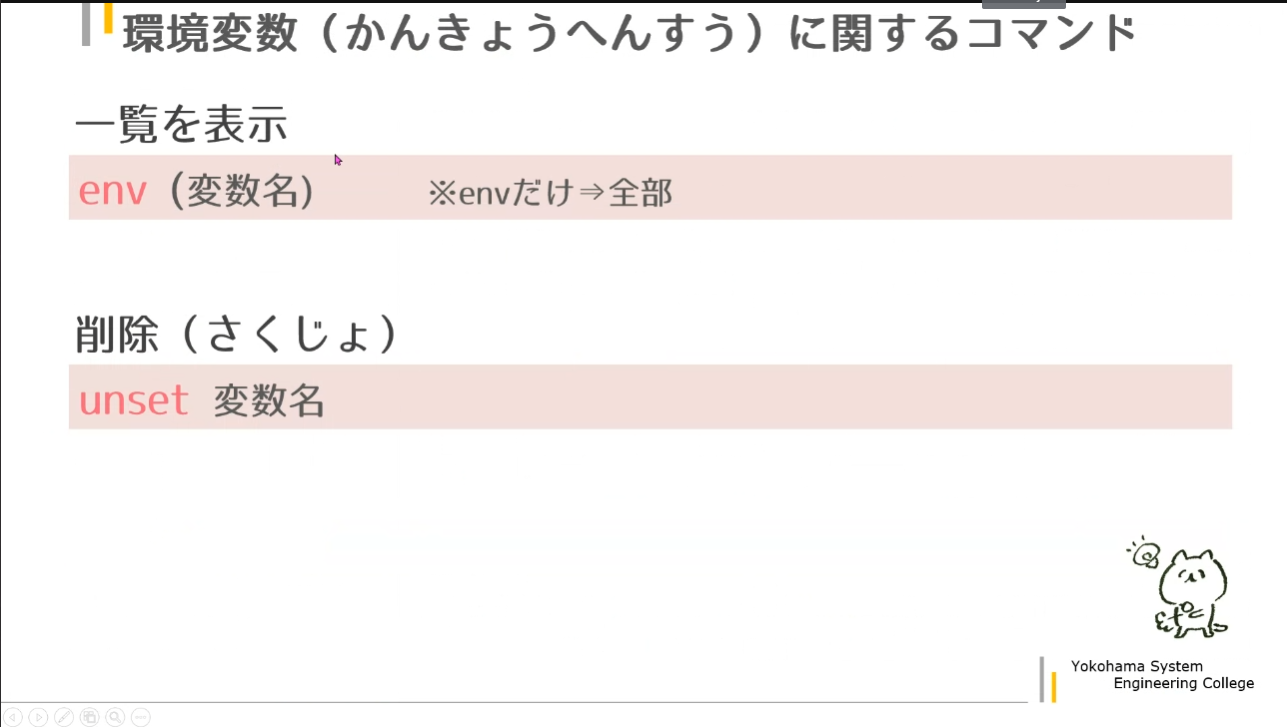 環境変数（かんきょうへんすう）に関するコマンド
一覧を表示
env (変数名) ※envだけ⇒全部
削除（さくじょ）
unset 変数名
Yokohama System
Engineering College